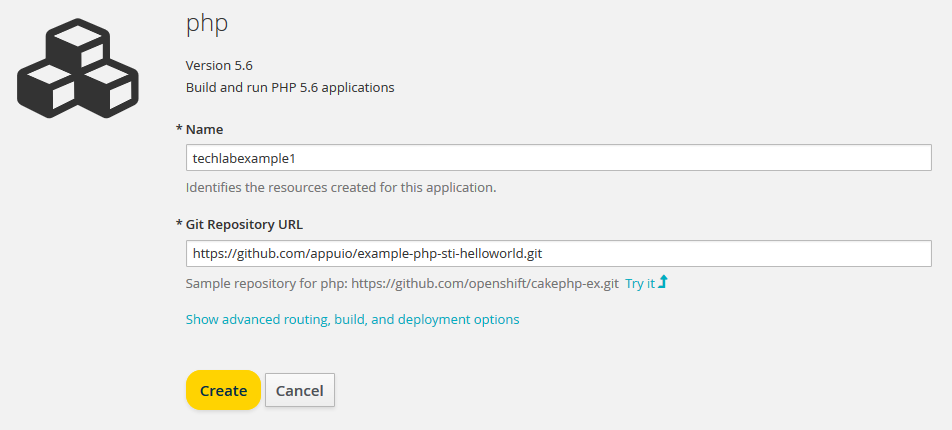 php
Version 5.6
Build and run PHP 5.6 applications
* Name
techlabexample1
Identifies the resources created for this application.
* Git Repository URL
https://github.com/appuio/example-php-sti-helloworld.git
Sample repository for php: https://github.com/openshift/cakephp-ex.git Try it
Show advanced routing, build, and deployment options
Create Cancel